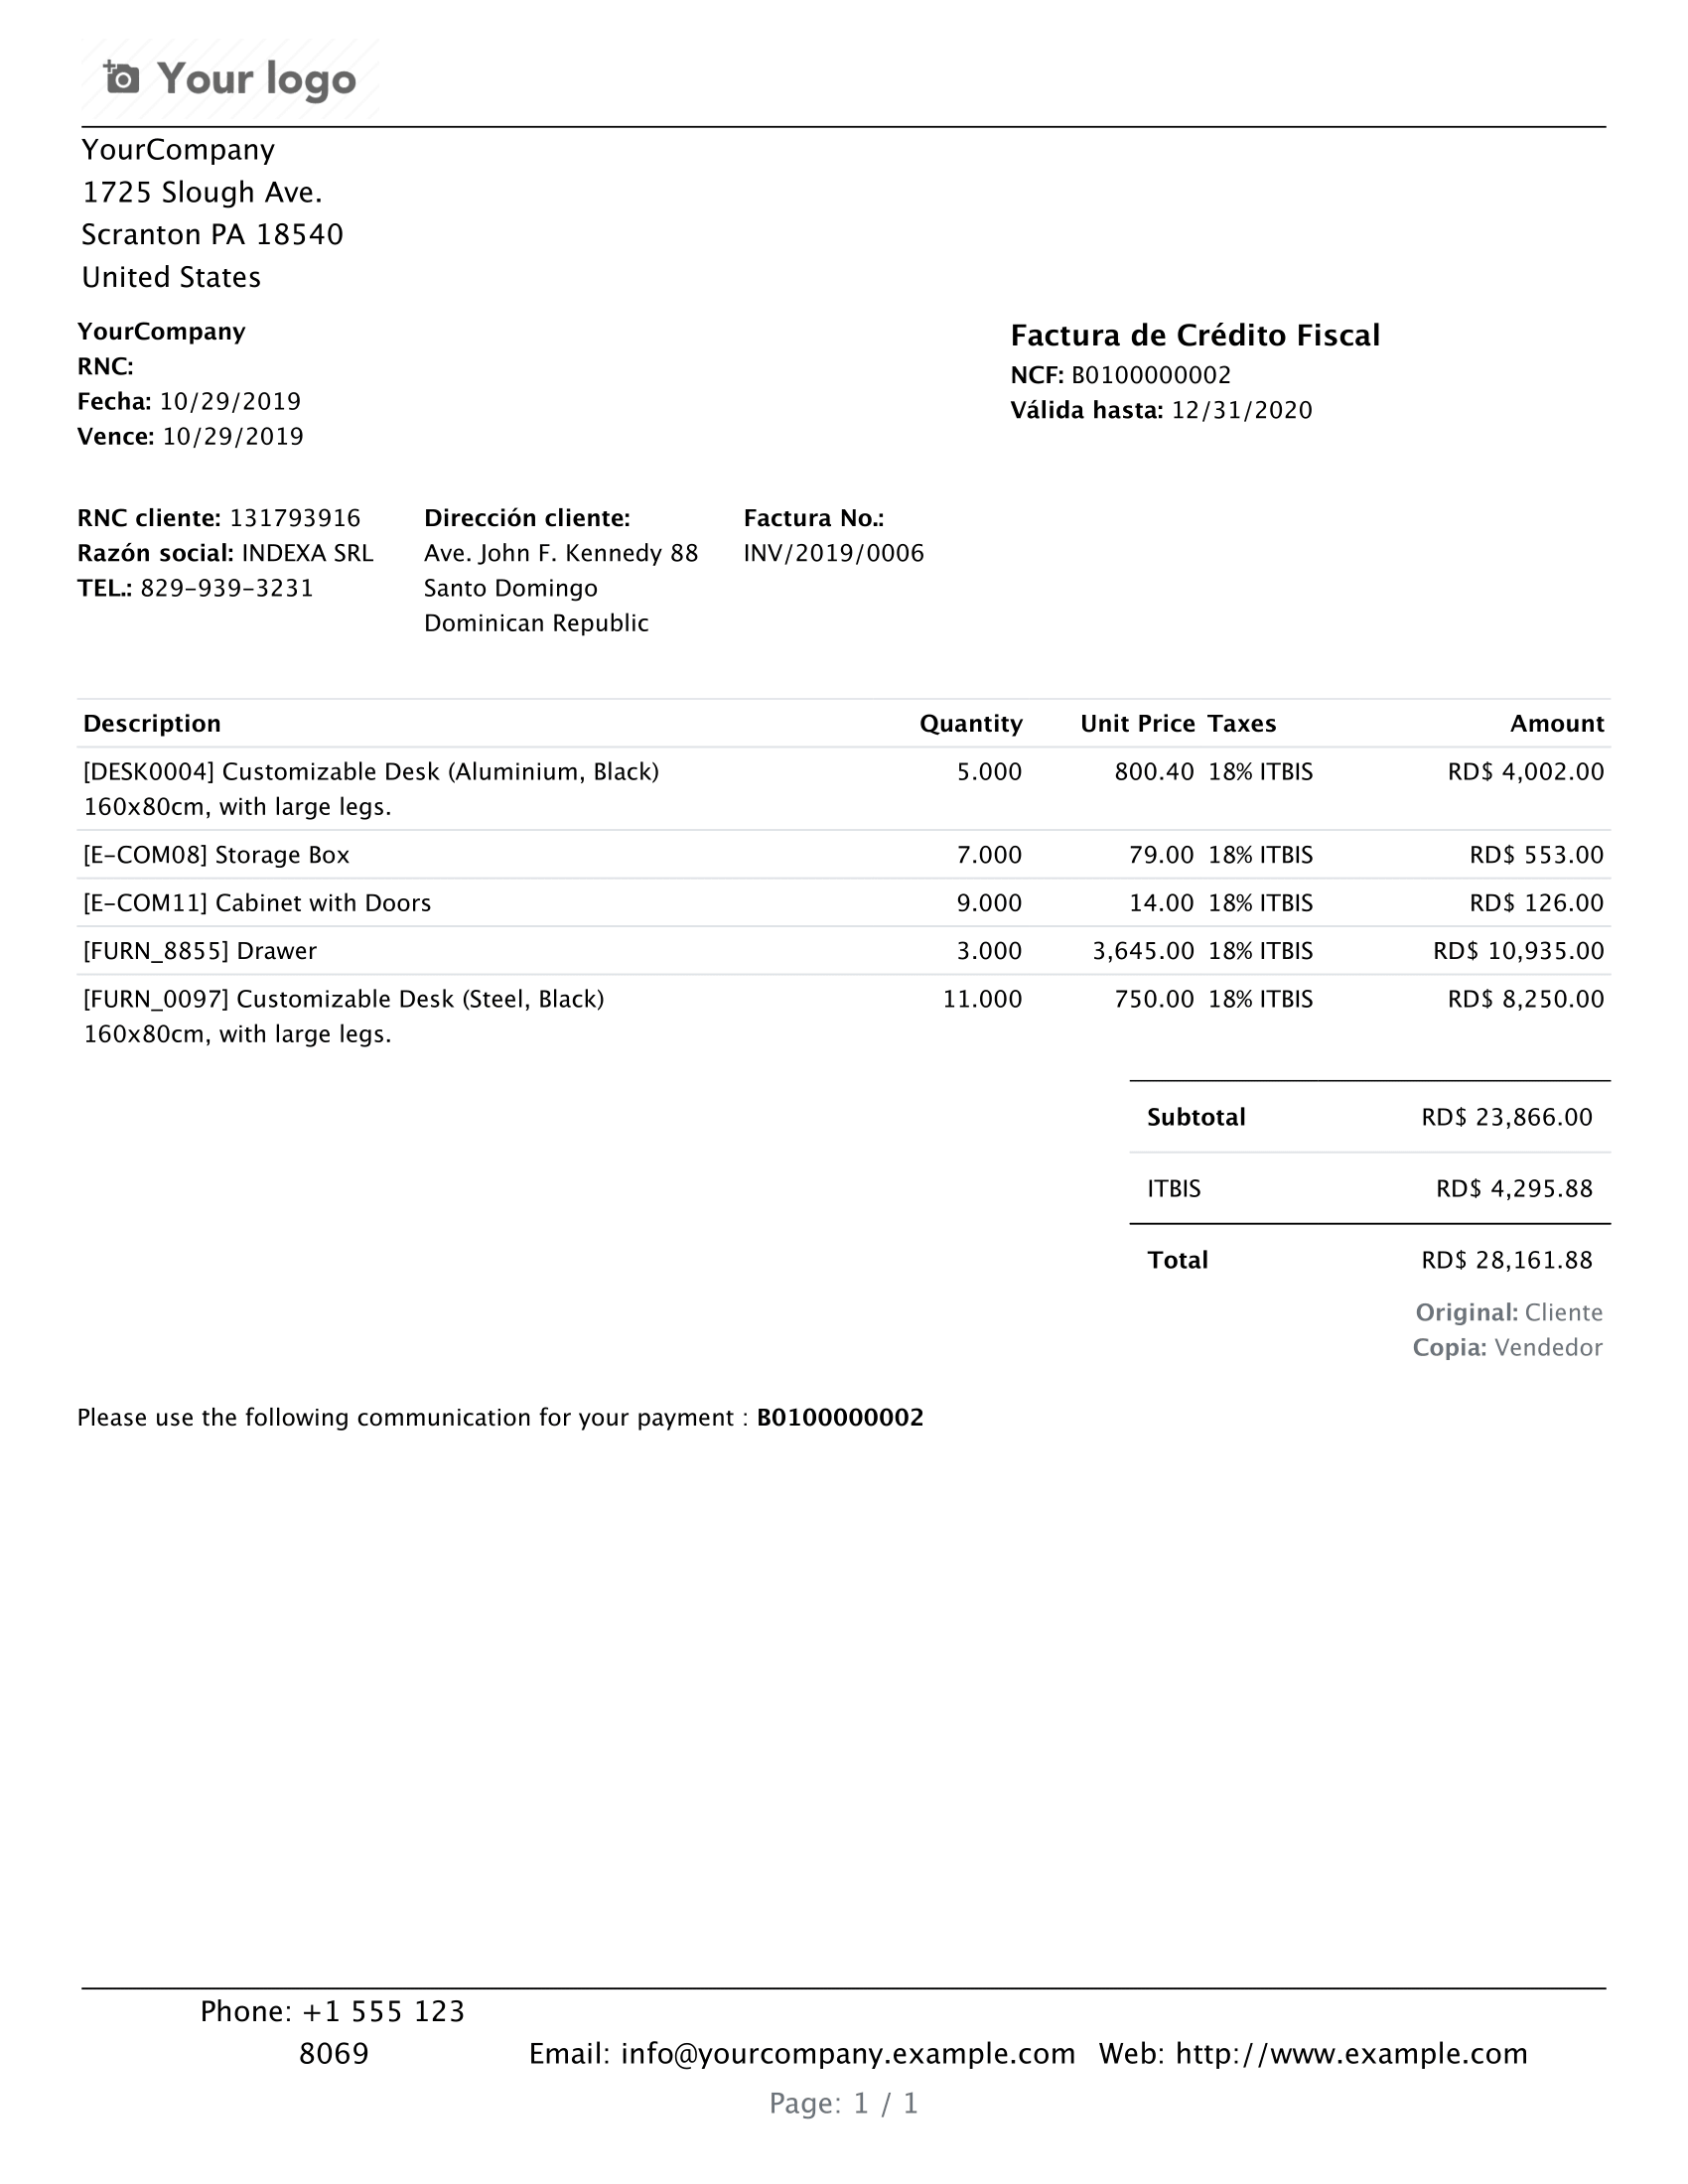 Your logo
YourCompany
1725 Slough Ave.
Scranton PA 18540
United States
YourCompany
RNC:
Fecha: 10/29/2019
Vence: 10/29/2019
Factura de Crédito Fiscal
NCF: B0100000002
Válida hasta: 12/31/2020
RNC cliente: 131793916
Razón social: INDEXA SRL
TEL.: 829-939-3231
Dirección cliente:
Ave. John F. Kennedy 88
Santo Domingo
Dominican Republic
Factura No.:
INV/2019/0006
Description Quantity Unit Price Taxes Amount
[DESK0004] Customizable Desk (Aluminium, Black) 5.000 800.40 18% ITBIS RD$ 4,002.00
160x80cm, with large legs.
[E-COM08] Storage Box 7.000 79.00 18% ITBIS RD$ 553.00
[E-COM11] Cabinet with Doors 9.000 14.00 18% ITBIS RD$ 126.00
[FURN_8855] Drawer 3.000 3,645.00 18% ITBIS RD$ 10,935.00
[FURN_0097] Customizable Desk (Steel, Black) 11.000 750.00 18% ITBIS RD$ 8,250.00
160x80cm, with large legs.
Subtotal RD$ 23,866.00
ITBIS RD$ 4,295.88
Total RD$ 28,161.88
Original: Cliente
Copia: Vendedor
Please use the following communication for your payment : B0100000002
Phone: +1 555 123
8069 Email: info@yourcompany.example.com Web: http://www.example.com
Page: 1 / 1